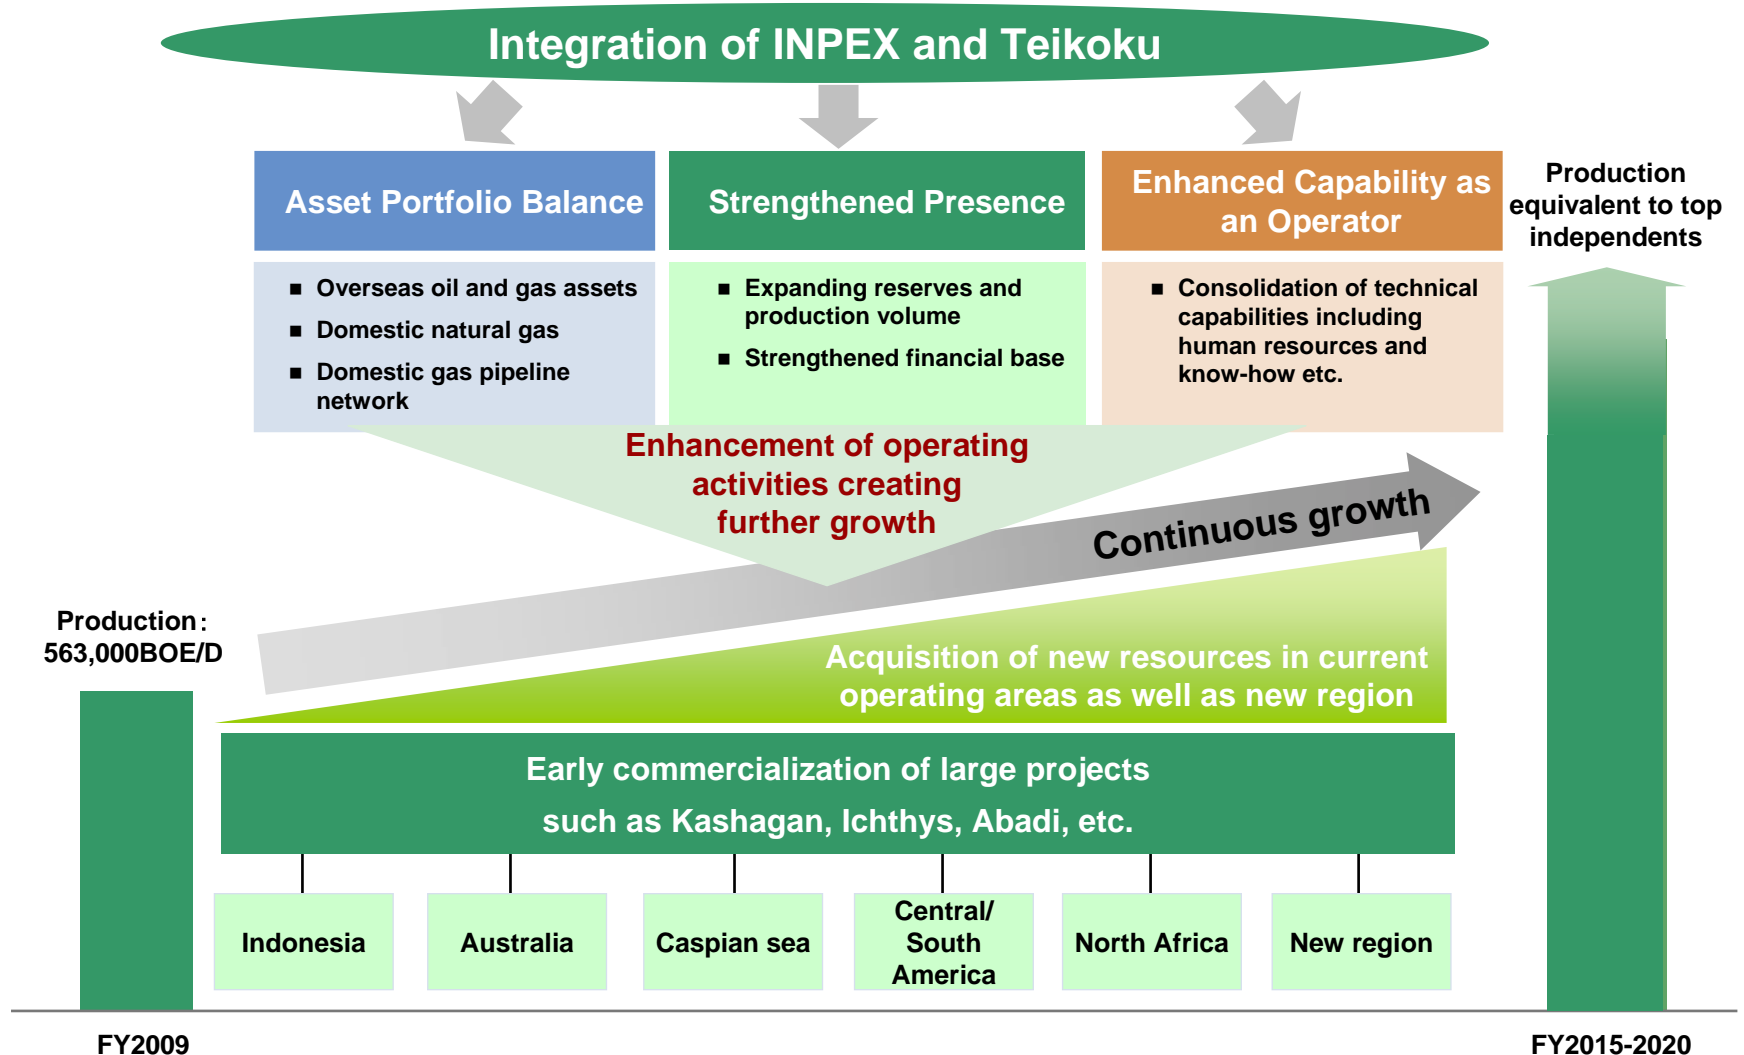 Integration of INPEX and Teikoku
Asset Portfolio Balance
Strengthened Presence
Enhanced Capability as
an Operator
Production
equivalent to top
independents
■ Overseas oil and gas assets
■ Domestic natural gas
■ Domestic gas pipeline
network
■ Expanding reserves and
production volume
■ Strengthened financial base
■ Consolidation of technical
capabilities including
human resources and
know-how etc.
Enhancement of operating
activities creating
further growth
Continuous growth
Production：
563,000BOE/D
Acquisition of new resources in current
operating areas as well as new region
Early commercialization of large projects
such as Kashagan, Ichthys, Abadi, etc.
Indonesia
Australia
Caspian sea
Central/
South
America
North Africa
New region
FY2009
FY2015-2020